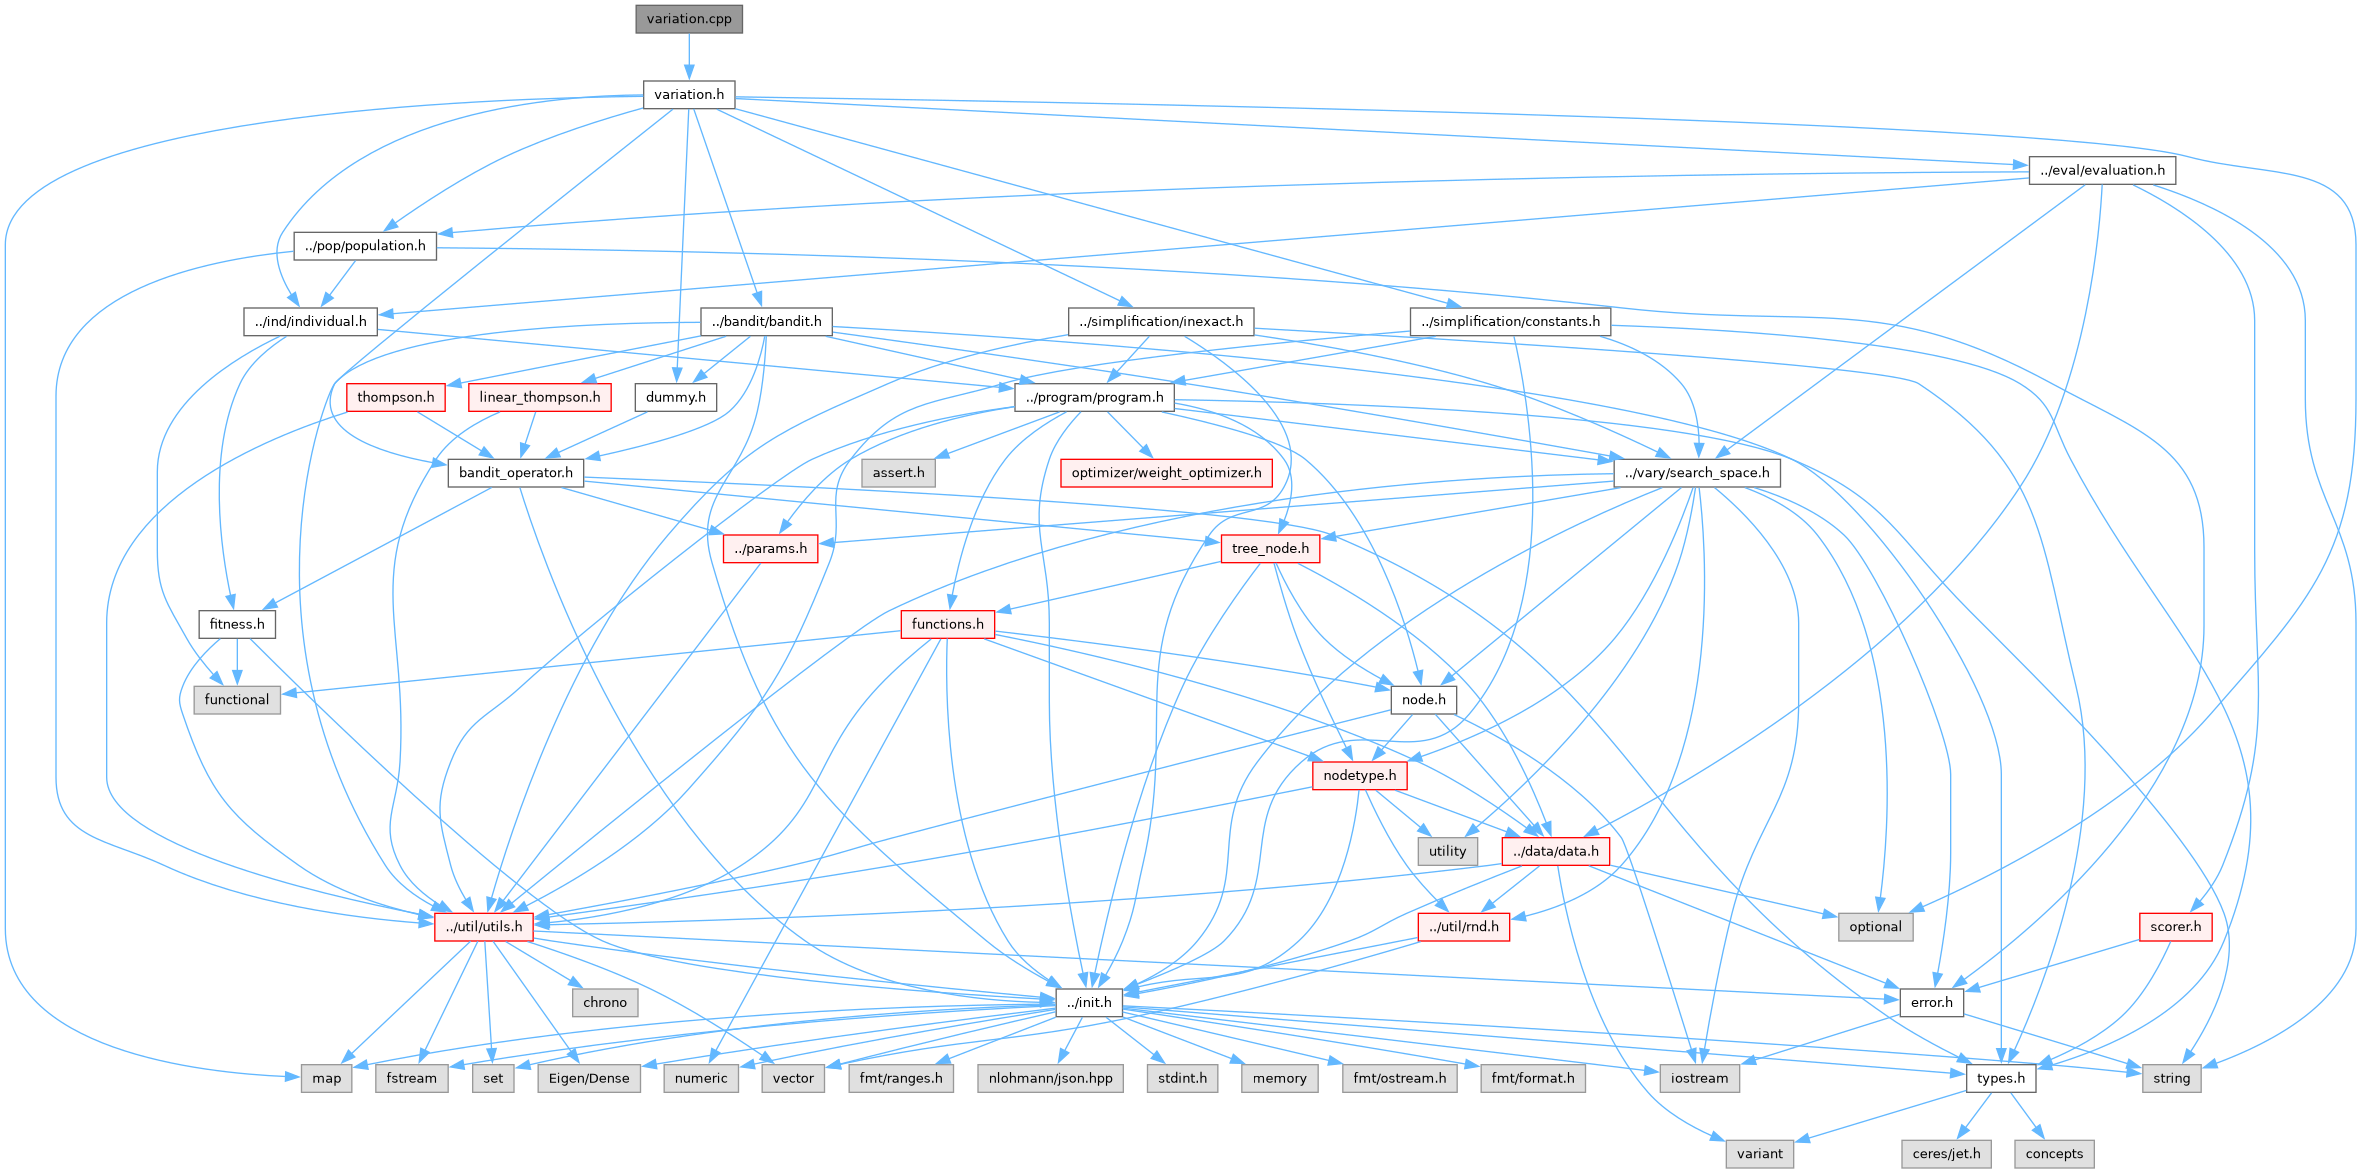 variation.cpp
variation.h
../eval/evaluation.h
../pop/population.h
../ind/individual.h
../bandit/bandit.h
../simplification/inexact.h
../simplification/constants.h
thompson.h
linear_thompson.h
dummy.h
../program/program.h
bandit_operator.h
assert.h
optimizer/weight_optimizer.h
../vary/search_space.h
../params.h
tree_node.h
fitness.h
functions.h
functional
node.h
nodetype.h
utility
../data/data.h
../util/utils.h
../util/rnd.h
optional
scorer.h
chrono
../init.h
error.h
map
fstream
set
Eigen/Dense
numeric
vector
fmt/ranges.h
nlohmann/json.hpp
stdint.h
memory
fmt/ostream.h
fmt/format.h
iostream
types.h
string
variant
ceres/jet.h
concepts